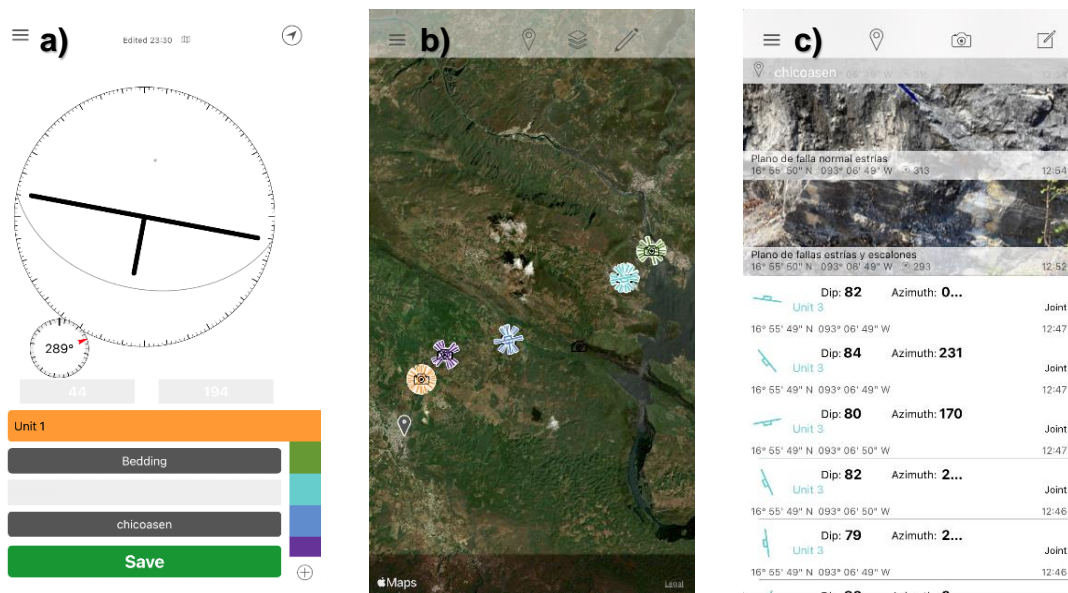 a)
Edited 23:30
289°
44 194
Unit 1
Bedding
chicoasen
Save
b)
Maps
Legal
c)
chicoasen
Plano de falla normal estrías
16° 55' 50" N 093° 06' 49" W 313 12:54
Plano de fallas estrías y escalones
16° 55' 50" N 093° 06' 49" W 293 12:52
Dip: 82 Azimuth: 0...
Unit 3 Joint
16° 55' 49" N 093° 06' 49" W 12:47
Dip: 84 Azimuth: 231
Unit 3 Joint
16° 55' 49" N 093° 06' 49" W 12:47
Dip: 80 Azimuth: 170
Unit 3 Joint
16° 55' 49" N 093° 06' 50" W 12:47
Dip: 82 Azimuth: 2...
Unit 3 Joint
16° 55' 49" N 093° 06' 50" W 12:46
Dip: 79 Azimuth: 2...
Unit 3 Joint
16° 55' 49" N 093° 06' 49" W 12:46